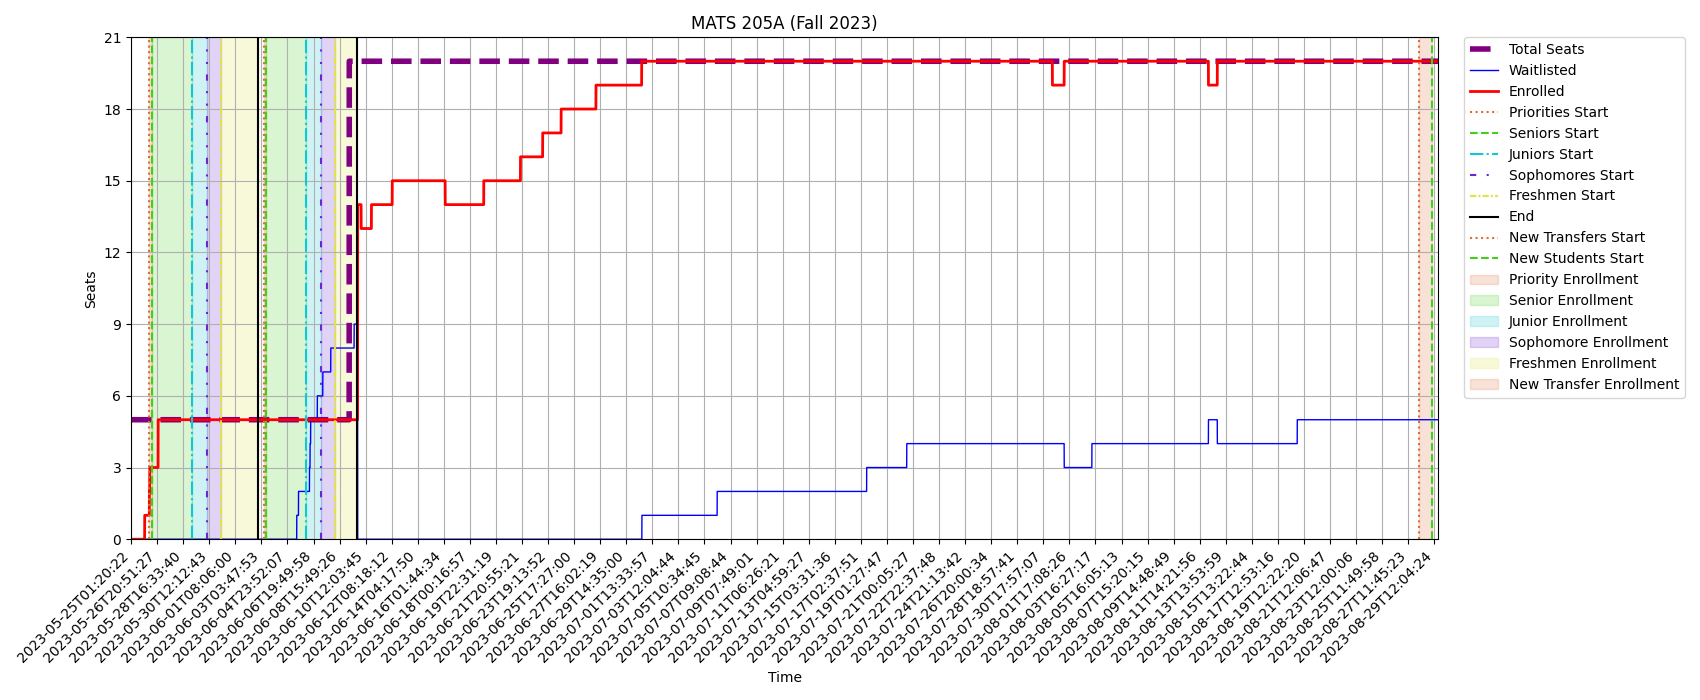 MATS 205A (Fall 2023)
Seats
21
18
15
12
9
6
3
0
2023-05-25T01:20:22
2023-05-26T20:51:27
2023-05-28T16:33:40
2023-05-30T12:12:43
2023-06-01T08:06:00
2023-06-03T03:47:53
2023-06-04T23:52:07
2023-06-06T19:49:58
2023-06-08T15:49:26
2023-06-10T12:03:45
2023-06-12T08:18:12
2023-06-14T04:17:50
2023-06-16T01:44:34
2023-06-18T00:16:57
2023-06-19T22:31:19
2023-06-21T20:55:21
2023-06-23T19:13:52
2023-06-25T17:27:00
2023-06-27T16:02:19
2023-06-29T14:35:00
2023-07-01T13:33:57
2023-07-03T12:04:44
2023-07-05T10:34:45
2023-07-07T09:08:44
2023-07-09T07:49:01
2023-07-11T06:26:21
2023-07-13T04:59:27
2023-07-15T03:31:36
2023-07-17T02:37:51
2023-07-19T01:27:47
2023-07-21T00:05:27
2023-07-22T22:37:48
2023-07-24T21:13:42
2023-07-26T20:00:34
2023-07-28T18:57:41
2023-07-30T17:57:07
2023-08-01T17:08:26
2023-08-03T16:27:17
2023-08-05T16:05:13
2023-08-07T15:20:15
2023-08-09T14:48:49
2023-08-11T14:21:56
2023-08-13T13:53:59
2023-08-15T13:22:44
2023-08-17T12:53:16
2023-08-19T12:22:20
2023-08-21T12:06:47
2023-08-23T12:00:06
2023-08-25T11:49:58
2023-08-27T11:45:23
2023-08-29T12:04:24
Time
Total Seats
Waitlisted
Enrolled
Priorities Start
Seniors Start
Juniors Start
Sophomores Start
Freshmen Start
End
New Transfers Start
New Students Start
Priority Enrollment
Senior Enrollment
Junior Enrollment
Sophomore Enrollment
Freshmen Enrollment
New Transfer Enrollment